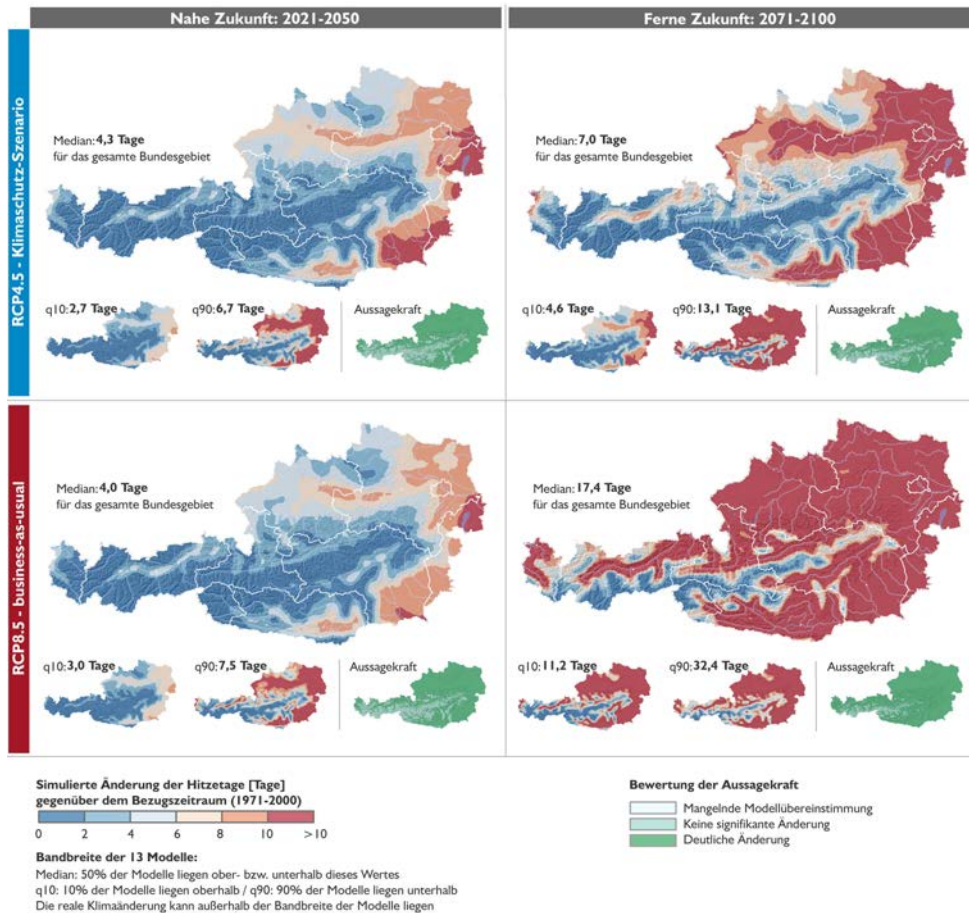 Nahe Zukunft: 2021-2050
Ferne Zukunft: 2071-2100
RCP4.5 - Klimaschutz-Szenario
Median: 4,3 Tage
für das gesamte Bundesgebiet
q10: 2,7 Tage
q90: 6,7 Tage
Aussagekraft
Median: 7,0 Tage
für das gesamte Bundesgebiet
q10: 4,6 Tage
q90: 13,1 Tage
Aussagekraft
RCP8.5 - business-as-usual
Median: 4,0 Tage
für das gesamte Bundesgebiet
q10: 3,0 Tage
q90: 7,5 Tage
Aussagekraft
Median: 17,4 Tage
für das gesamte Bundesgebiet
q10: 11,2 Tage
q90: 32,4 Tage
Aussagekraft
Simulierte Änderung der Hitzetage [Tage]
gegenüber dem Bezugszeitraum (1971-2000)
0 2 4 6 8 10 >10
Bandbreite der 13 Modelle:
Median: 50% der Modelle liegen ober- bzw. unterhalb dieses Wertes
q10: 10% der Modelle liegen oberhalb / q90: 90% der Modelle liegen unterhalb
Die reale Klimaänderung kann außerhalb der Bandbreite der Modelle liegen
Bewertung der Aussagekraft
Mangelnde Modellübereinstimmung
Keine signifikante Änderung
Deutliche Änderung